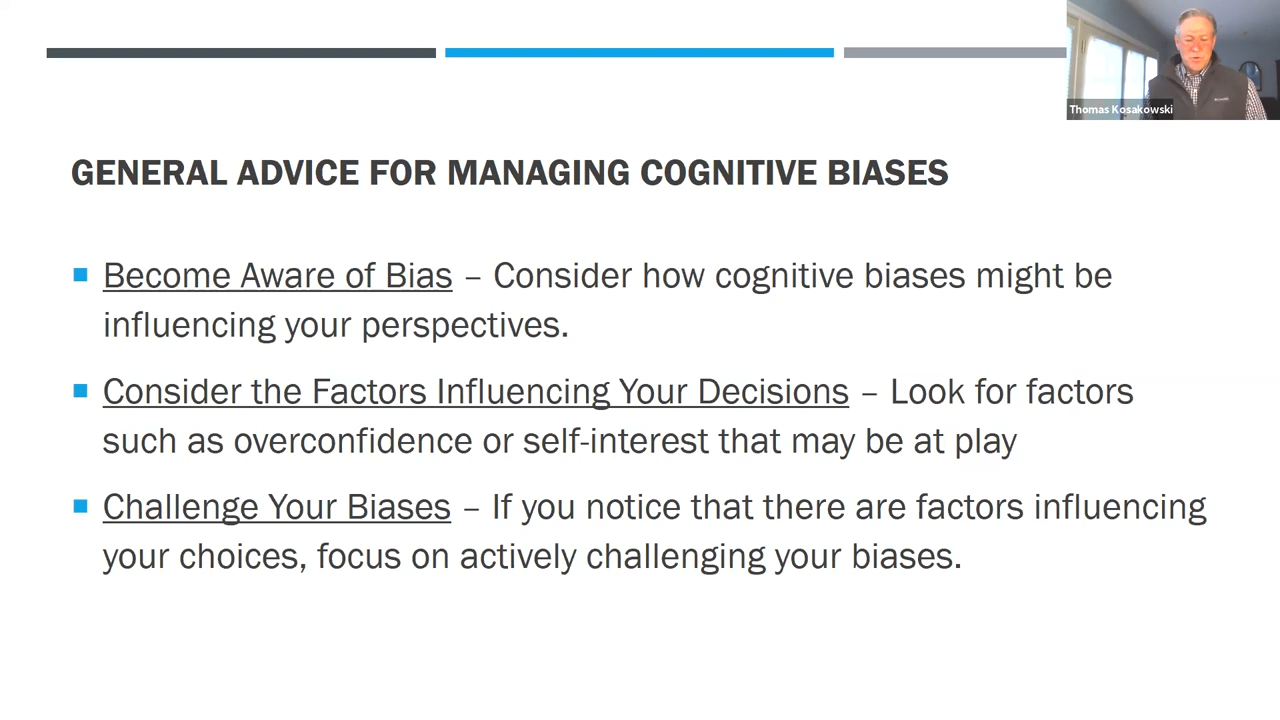 Thomas Kosakowski
GENERAL ADVICE FOR MANAGING COGNITIVE BIASES
Become Aware of Bias – Consider how cognitive biases might be
influencing your perspectives.
Consider the Factors Influencing Your Decisions – Look for factors
such as overconfidence or self-interest that may be at play
Challenge Your Biases – If you notice that there are factors influencing
your choices, focus on actively challenging your biases.